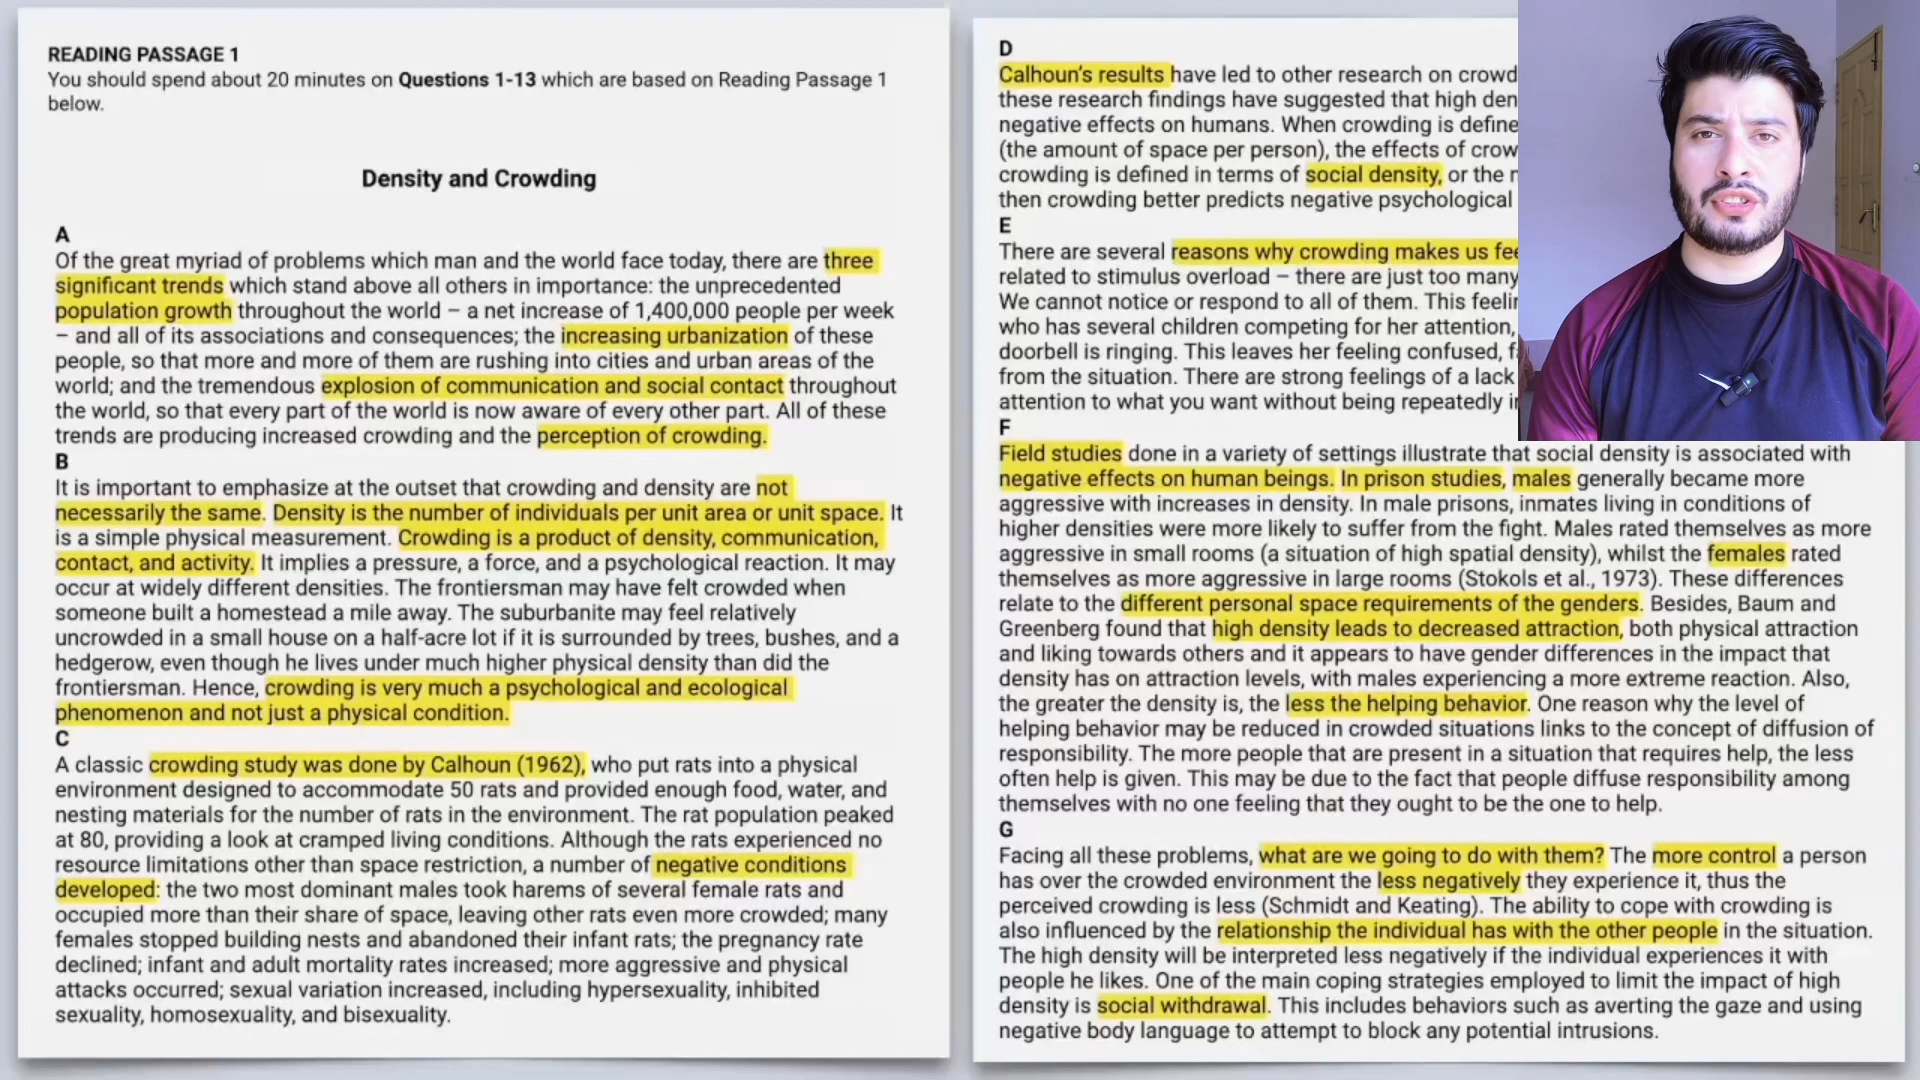 READING PASSAGE 1
You should spend about 20 minutes on Questions 1-13 which are based on Reading Passage 1
below.
Density and Crowding
A
Of the great myriad of problems which man and the world face today, there are three
significant trends which stand above all others in importance: the unprecedented
population growth throughout the world – a net increase of 1,400,000 people per week
– and all of its associations and consequences; the increasing urbanization of these
people, so that more and more of them are rushing into cities and urban areas of the
world; and the tremendous explosion of communication and social contact throughout
the world, so that every part of the world is now aware of every other part. All of these
trends are producing increased crowding and the perception of crowding.
B
It is important to emphasize at the outset that crowding and density are not
necessarily the same. Density is the number of individuals per unit area or unit space. It
is a simple physical measurement. Crowding is a product of density, communication,
contact, and activity. It implies a pressure, a force, and a psychological reaction. It may
occur at widely different densities. The frontiersman may have felt crowded when
someone built a homestead a mile away. The suburbanite may feel relatively
uncrowded in a small house on a half-acre lot if it is surrounded by trees, bushes, and a
hedgerow, even though he lives under much higher physical density than did the
frontiersman. Hence, crowding is very much a psychological and ecological
phenomenon and not just a physical condition.
C
A classic crowding study was done by Calhoun (1962), who put rats into a physical
environment designed to accommodate 50 rats and provided enough food, water, and
nesting materials for the number of rats in the environment. The rat population peaked
at 80, providing a look at cramped living conditions. Although the rats experienced no
resource limitations other than space restriction, a number of negative conditions
developed: the two most dominant males took harems of several female rats and
occupied more than their share of space, leaving other rats even more crowded; many
females stopped building nests and abandoned their infant rats; the pregnancy rate
declined; infant and adult mortality rates increased; more aggressive and physical
attacks occurred; sexual variation increased, including hypersexuality, inhibited
sexuality, homosexuality, and bisexuality.
D
Calhoun's results have led to other research on crowd
these research findings have suggested that high den
negative effects on humans. When crowding is define
(the amount of space per person), the effects of crow
crowding is defined in terms of social density, or the
then crowding better predicts negative psychological
E
There are several reasons why crowding makes us fee
related to stimulus overload – there are just too many
We cannot notice or respond to all of them. This feelin
who has several children competing for her attention,
doorbell is ringing. This leaves her feeling confused,
from the situation. There are strong feelings of a lack
attention to what you want without being repeatedly
F
Field studies done in a variety of settings illustrate that social density is associated with
negative effects on human beings. In prison studies, males generally became more
aggressive with increases in density. In male prisons, inmates living in conditions of
higher densities were more likely to suffer from the fight. Males rated themselves as more
aggressive in small rooms (a situation of high spatial density), whilst the females rated
themselves as more aggressive in large rooms (Stokols et al., 1973). These differences
relate to the different personal space requirements of the genders. Besides, Baum and
Greenberg found that high density leads to decreased attraction, both physical attraction
and liking towards others and it appears to have gender differences in the impact that
density has on attraction levels, with males experiencing a more extreme reaction. Also,
the greater the density is, the less the helping behavior. One reason why the level of
helping behavior may be reduced in crowded situations links to the concept of diffusion of
responsibility. The more people that are present in a situation that requires help, the less
often help is given. This may be due to the fact that people diffuse responsibility among
themselves with no one feeling that they ought to be the one to help.
G
Facing all these problems, what are we going to do with them? The more control a person
has over the crowded environment the less negatively they experience it, thus the
perceived crowding is less (Schmidt and Keating). The ability to cope with crowding is
also influenced by the relationship the individual has with the other people in the situation.
The high density will be interpreted less negatively if the individual experiences it with
people he likes. One of the main coping strategies employed to limit the impact of high
density is social withdrawal. This includes behaviors such as averting the gaze and using
negative body language to attempt to block any potential intrusions.